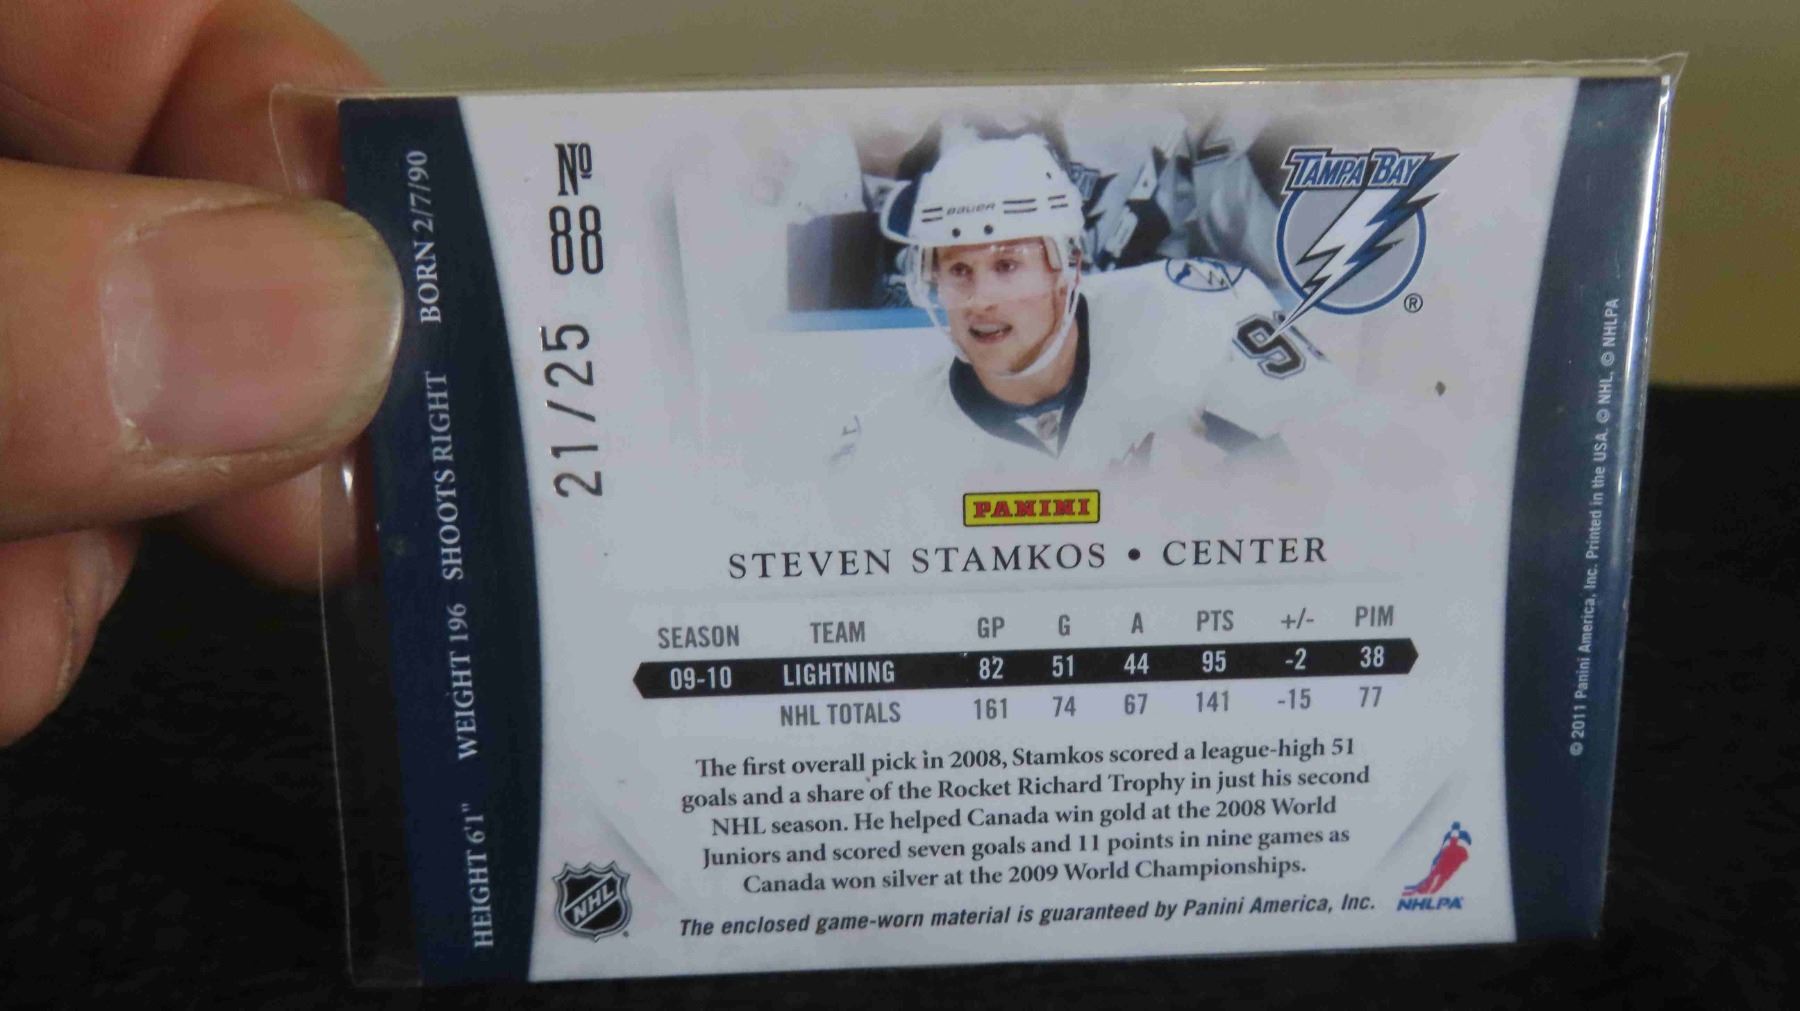 HEIGHT 6'1" WEIGHT 196 SHOOTS RIGHT BORN 2/7/90
Nº
88
21/25
BAUER
TAMPA BAY
®
9
PANINI
STEVEN STAMKOS • CENTER
SEASON TEAM GP G A PTS +/- PIM
09-10 LIGHTNING 82 51 44 95 -2 38
NHL TOTALS 161 74 67 141 -15 77
The first overall pick in 2008, Stamkos scored a league-high 51
goals and a share of the Rocket Richard Trophy in just his second
NHL season. He helped Canada win gold at the 2008 World
Juniors and scored seven goals and 11 points in nine games as
Canada won silver at the 2009 World Championships.
The enclosed game-worn material is guaranteed by Panini America, Inc.
NHL
NHLPA
© 2011 Panini America, Inc. Printed in the USA. © NHL. © NHLPA